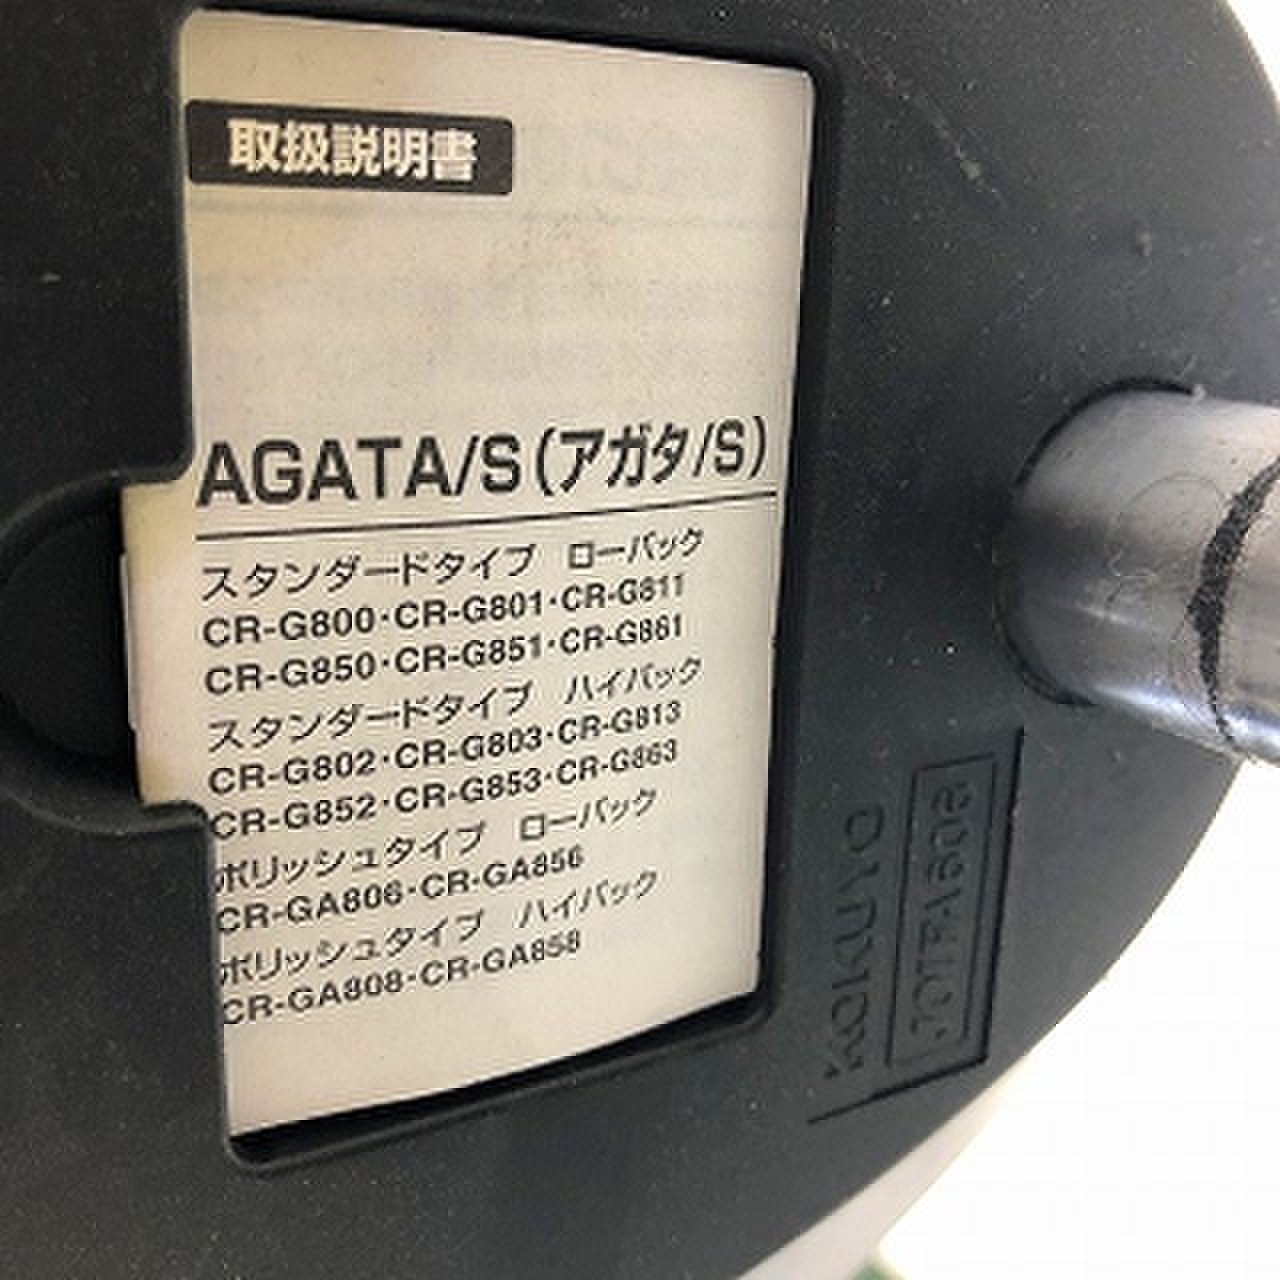 取扱説明書
AGATA/S(アガタ/S)
スタンダードタイプ ローバック
CR-G800・CR-G801・CR-G811
CR-G850・CR-G851・CR-G861
スタンダードタイプ ハイバック
CR-G802・CR-G803・CR-G813
CR-G852・CR-G853・CR-G863
ポリッシュタイプ ローバック
CR-GA806・CR-GA856
ポリッシュタイプ ハイバック
CR-GA808・CR-GA858
KOKUYO